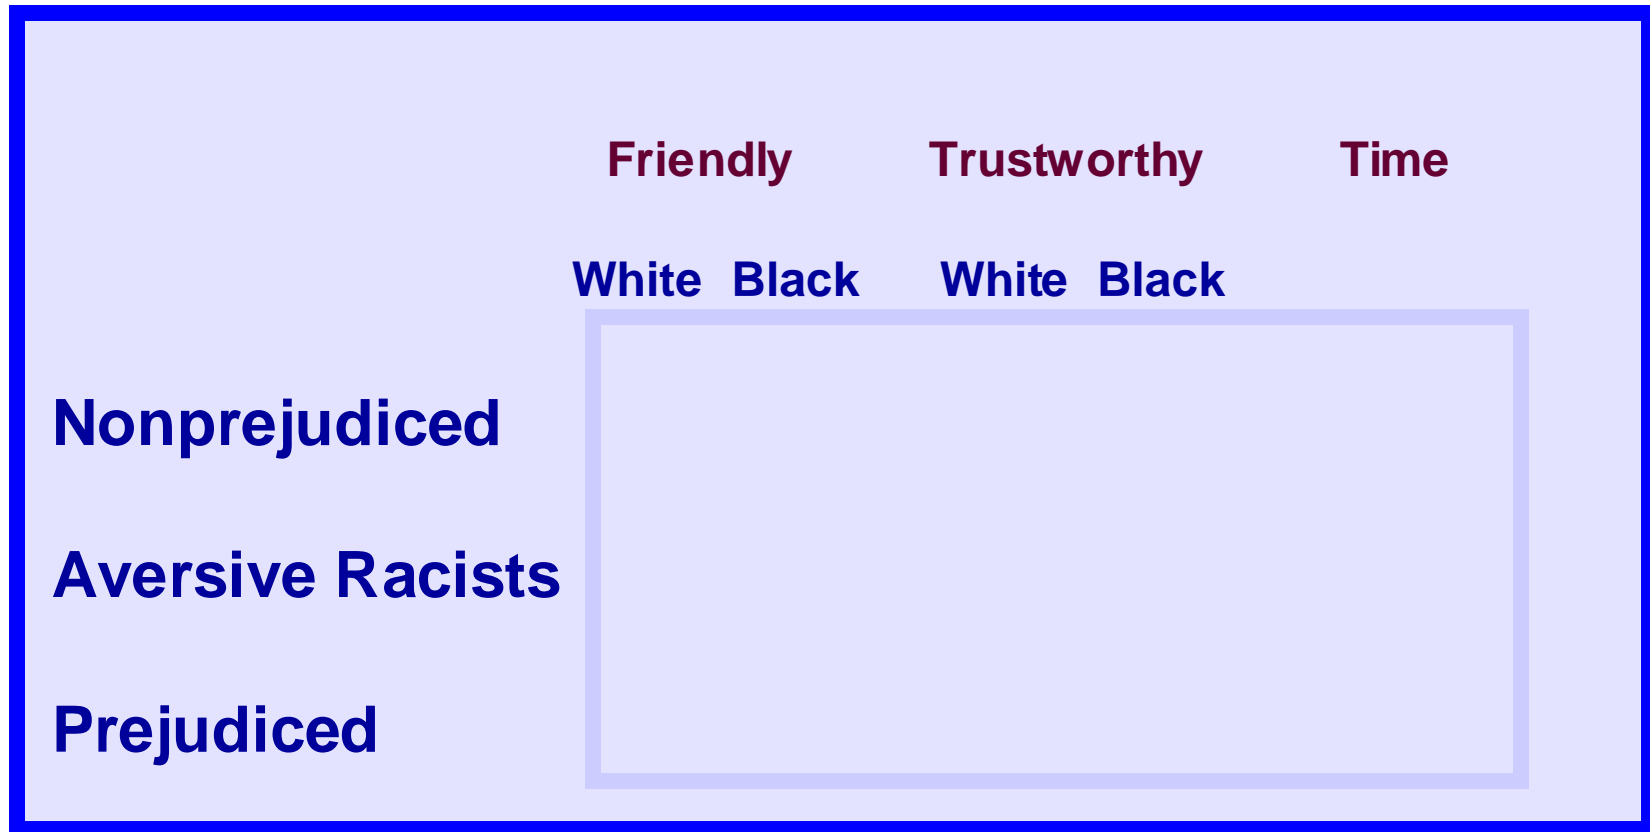 Friendly Trustworthy Time
White Black White Black
Nonprejudiced
Aversive Racists
Prejudiced